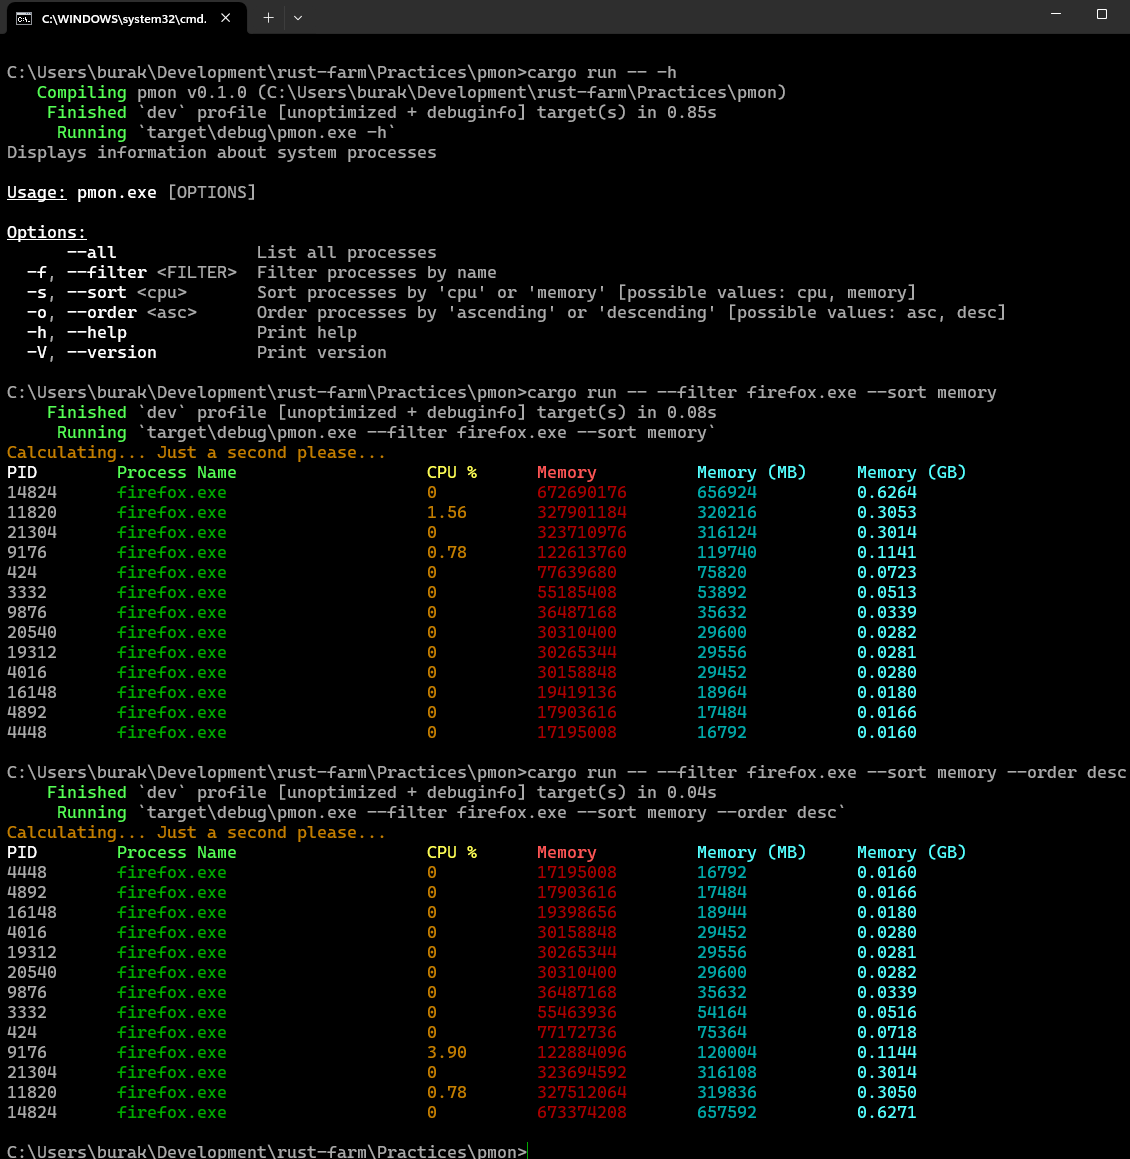 C:\WINDOWS\system32\cmd.
C:\Users\burak\Development\rust-farm\Practices\pmon>cargo run -- -h
Compiling pmon v0.1.0 (C:\Users\burak\Development\rust-farm\Practices\pmon)
Finished `dev` profile [unoptimized + debuginfo] target(s) in 0.85s
Running `target\debug\pmon.exe -h`
Displays information about system processes
Usage: pmon.exe [OPTIONS]
Options:
--all List all processes
-f, --filter <FILTER> Filter processes by name
-s, --sort <cpu> Sort processes by 'cpu' or 'memory' [possible values: cpu, memory]
-o, --order <asc> Order processes by 'ascending' or 'descending' [possible values: asc, desc]
-h, --help Print help
-V, --version Print version
C:\Users\burak\Development\rust-farm\Practices\pmon>cargo run -- --filter firefox.exe --sort memory
Finished `dev` profile [unoptimized + debuginfo] target(s) in 0.08s
Running `target\debug\pmon.exe --filter firefox.exe --sort memory`
Calculating... Just a second please...
PID Process Name CPU % Memory Memory (MB) Memory (GB)
14824 firefox.exe 0 672690176 656924 0.6264
11820 firefox.exe 1.56 327901184 320216 0.3053
21304 firefox.exe 0 323710976 316124 0.3014
9176 firefox.exe 0.78 122613760 119740 0.1141
424 firefox.exe 0 77639680 75820 0.0723
3332 firefox.exe 0 55185408 53892 0.0513
9876 firefox.exe 0 36487168 35632 0.0339
20540 firefox.exe 0 30310400 29600 0.0282
19312 firefox.exe 0 30265344 29556 0.0281
4016 firefox.exe 0 30158848 29452 0.0280
16148 firefox.exe 0 19419136 18964 0.0180
4892 firefox.exe 0 17903616 17484 0.0166
4448 firefox.exe 0 17195008 16792 0.0160
C:\Users\burak\Development\rust-farm\Practices\pmon>cargo run -- --filter firefox.exe --sort memory --order desc
Finished `dev` profile [unoptimized + debuginfo] target(s) in 0.04s
Running `target\debug\pmon.exe --filter firefox.exe --sort memory --order desc`
Calculating... Just a second please...
PID Process Name CPU % Memory Memory (MB) Memory (GB)
4448 firefox.exe 0 17195008 16792 0.0160
4892 firefox.exe 0 17903616 17484 0.0166
16148 firefox.exe 0 19398656 18944 0.0180
4016 firefox.exe 0 30158848 29452 0.0280
19312 firefox.exe 0 30265344 29556 0.0281
20540 firefox.exe 0 30310400 29600 0.0282
9876 firefox.exe 0 36487168 35632 0.0339
3332 firefox.exe 0 55463936 54164 0.0516
424 firefox.exe 0 77172736 75364 0.0718
9176 firefox.exe 3.90 122884096 120004 0.1144
21304 firefox.exe 0 323694592 316108 0.3014
11820 firefox.exe 0.78 327512064 319836 0.3050
14824 firefox.exe 0 673374208 657592 0.6271
C:\Users\burak\Development\rust-farm\Practices\pmon>